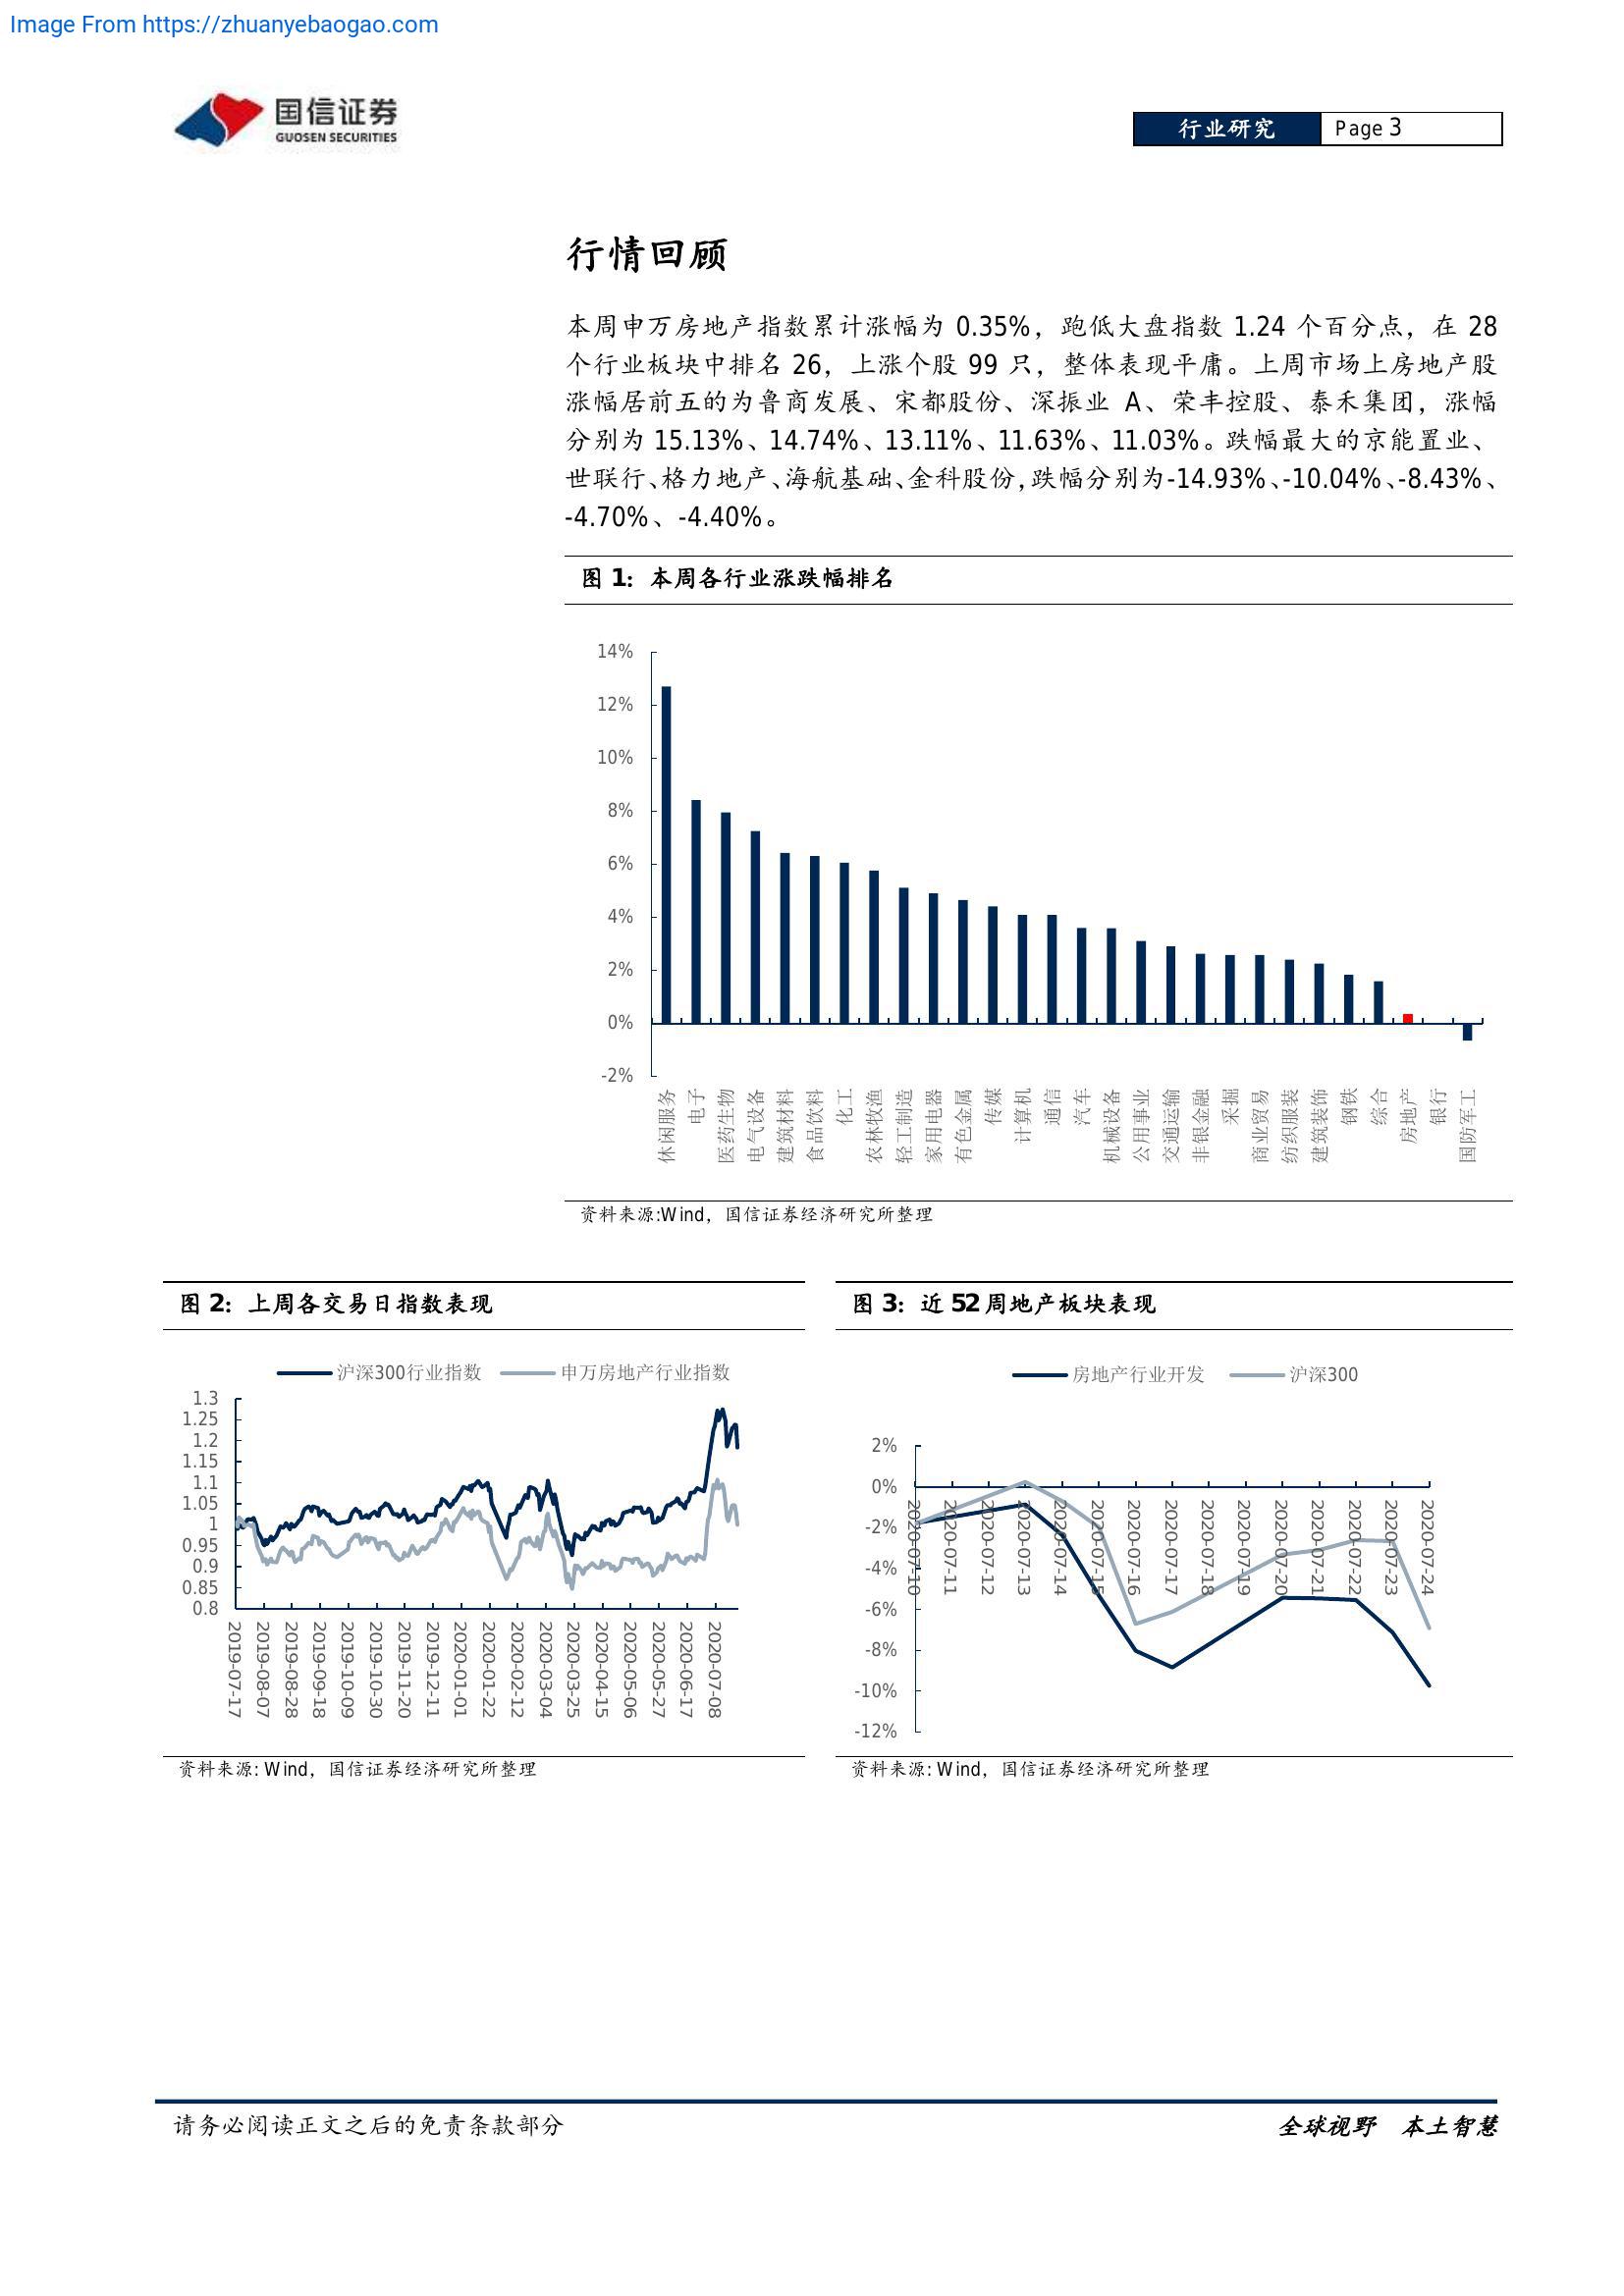 Image From https://zhuanyebaogao.com
国信证券
GUOSEN SECURITIES
行业研究 Page 3
行情回顾
本周申万房地产指数累计涨幅为 0.35%，跑低大盘指数 1.24 个百分点，在 28
个行业板块中排名 26，上涨个股 99 只，整体表现平庸。上周市场上房地产股
涨幅居前五的为鲁商发展、宋都股份、深振业 A、荣丰控股、泰禾集团，涨幅
分别为 15.13%、14.74%、13.11%、11.63%、11.03%。跌幅最大的京能置业、
世联行、格力地产、海航基础、金科股份，跌幅分别为-14.93%、-10.04%、-8.43%、
-4.70%、-4.40%。
图 1：本周各行业涨跌幅排名
14%
12%
10%
8%
6%
4%
2%
0%
-2%
休闲服务
电子
医药生物
电气设备
建筑材料
食品饮料
化工
农林牧渔
轻工制造
家用电器
有色金属
传媒
计算机
通信
汽车
机械设备
公用事业
交通运输
非银金融
采掘
商业贸易
纺织服装
建筑装饰
钢铁
综合
房地产
银行
国防军工
资料来源:Wind，国信证券经济研究所整理
图 2：上周各交易日指数表现
沪深300行业指数 申万房地产行业指数
1.3
1.25
1.2
1.15
1.1
1.05
1
0.95
0.9
0.85
0.8
2019-07-17
2019-08-07
2019-08-28
2019-09-18
2019-10-09
2019-10-30
2019-11-20
2019-12-11
2020-01-01
2020-01-22
2020-02-12
2020-03-04
2020-03-25
2020-04-15
2020-05-06
2020-05-27
2020-06-17
2020-07-08
资料来源: Wind，国信证券经济研究所整理
图 3：近 52 周地产板块表现
房地产行业开发 沪深300
2%
0%
-2%
-4%
-6%
-8%
-10%
-12%
2020-07-10
2020-07-11
2020-07-12
2020-07-13
2020-07-14
2020-07-15
2020-07-16
2020-07-17
2020-07-18
2020-07-19
2020-07-20
2020-07-21
2020-07-22
2020-07-23
2020-07-24
资料来源: Wind，国信证券经济研究所整理
请务必阅读正文之后的免责条款部分
全球视野 本土智慧